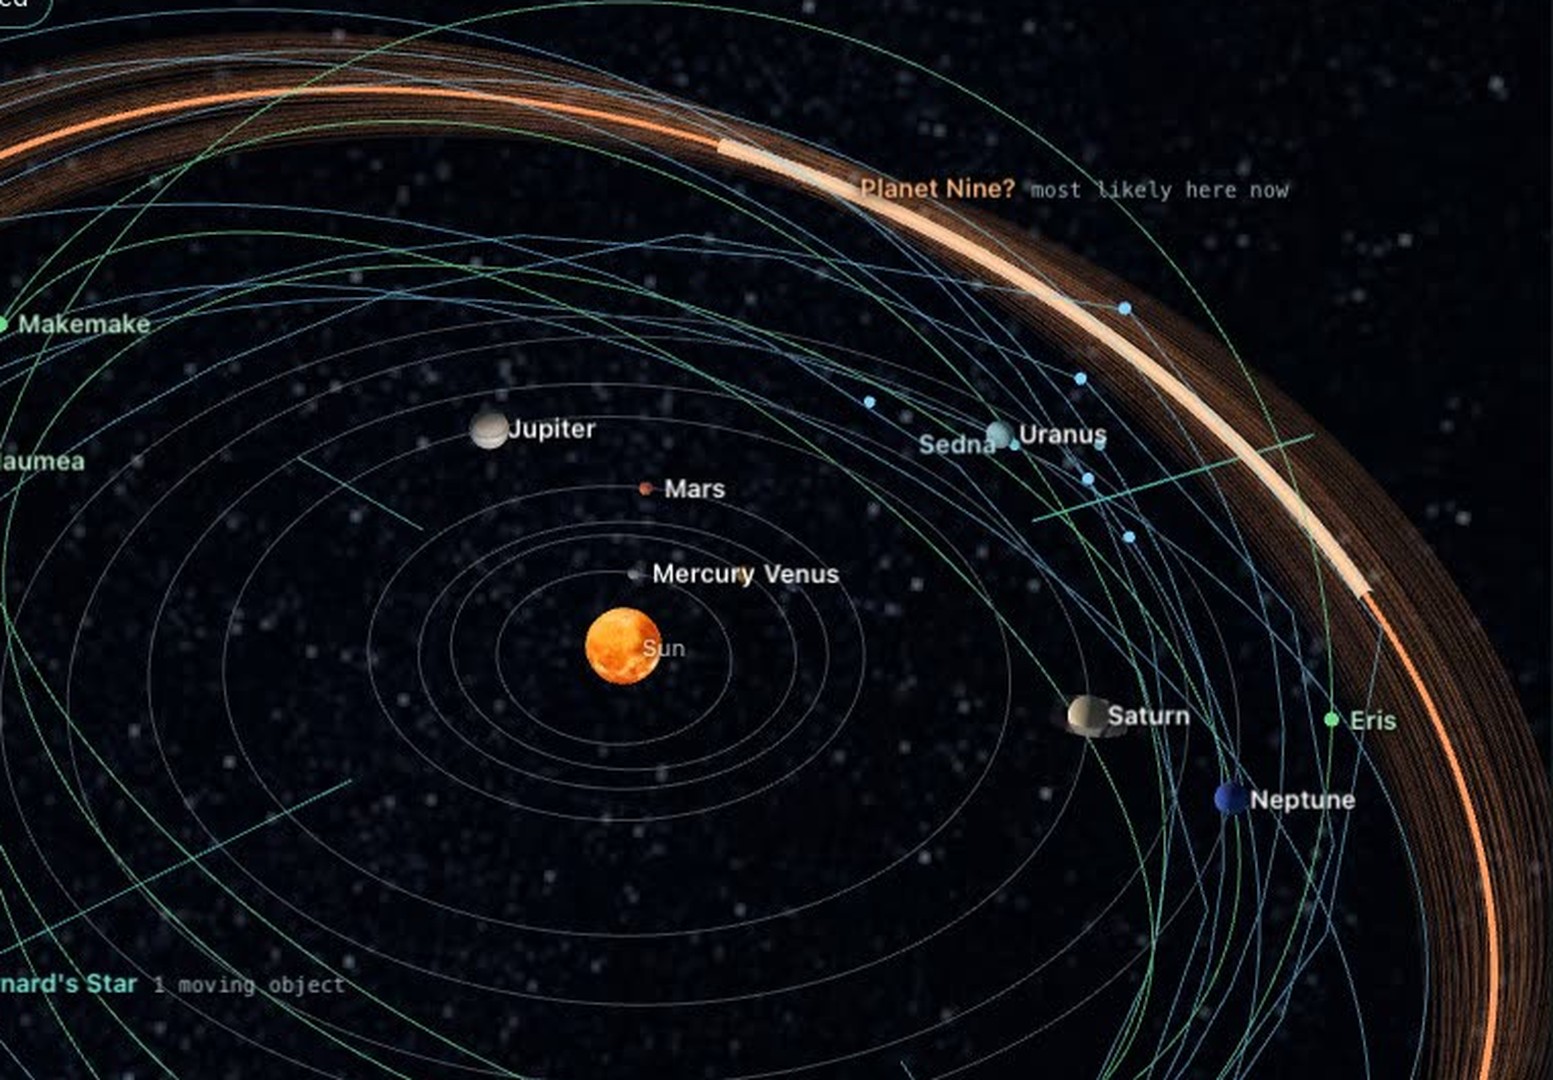 Planet Nine? most likely here now
Makemake
Jupiter
Uranus
Sedna
aumea
Mars
Mercury Venus
Sun
Saturn
Eris
Neptune
nard's Star 1 moving object